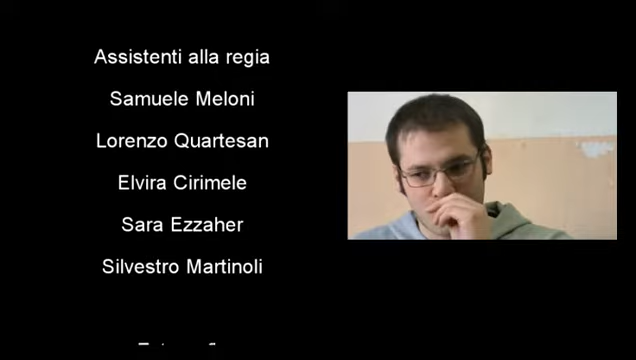 Assistenti alla regia
Samuele Meloni
Lorenzo Quartesan
Elvira Cirimele
Sara Ezzaher
Silvestro Martinoli